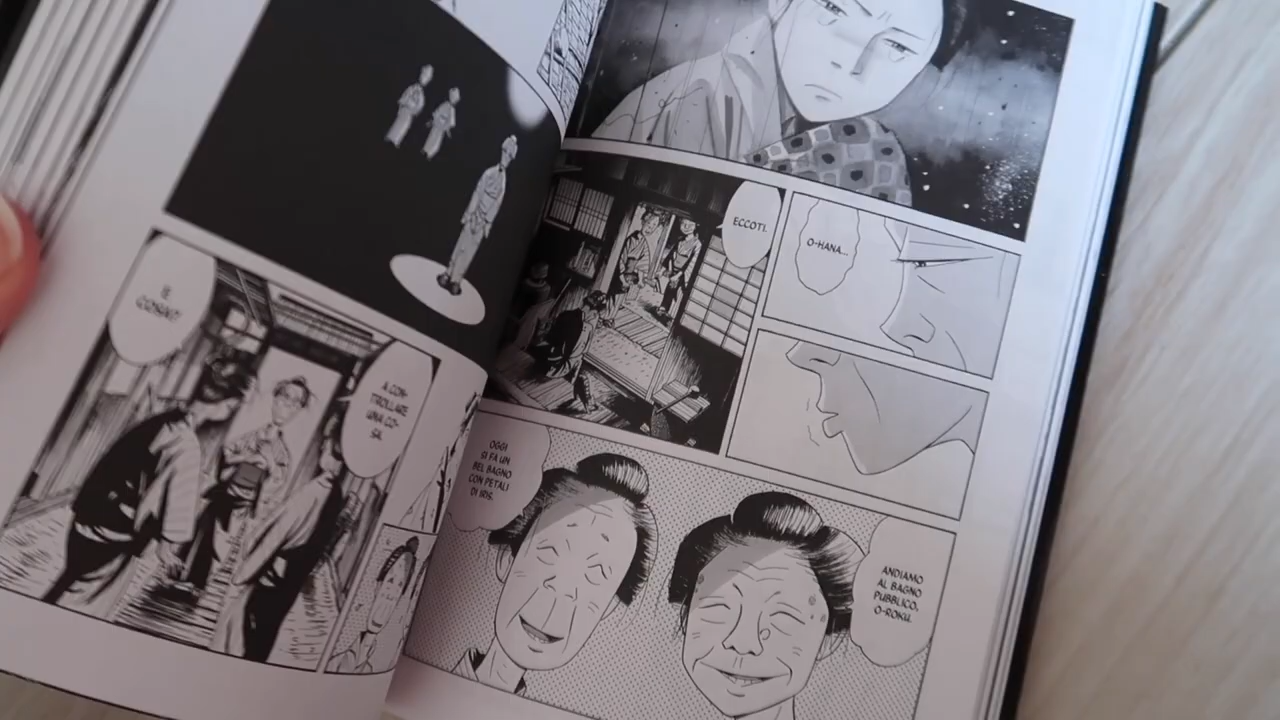 O-HANA...
ECCOTI.
ANDIAMO
AL BAGNO
PUBBLICO,
O-ROKU.
OGGI
SI FA UN
BEL BAGNO
CON PETALI
DI IRIS.
A CON-
TROLLARE
UNA CO-
SA.